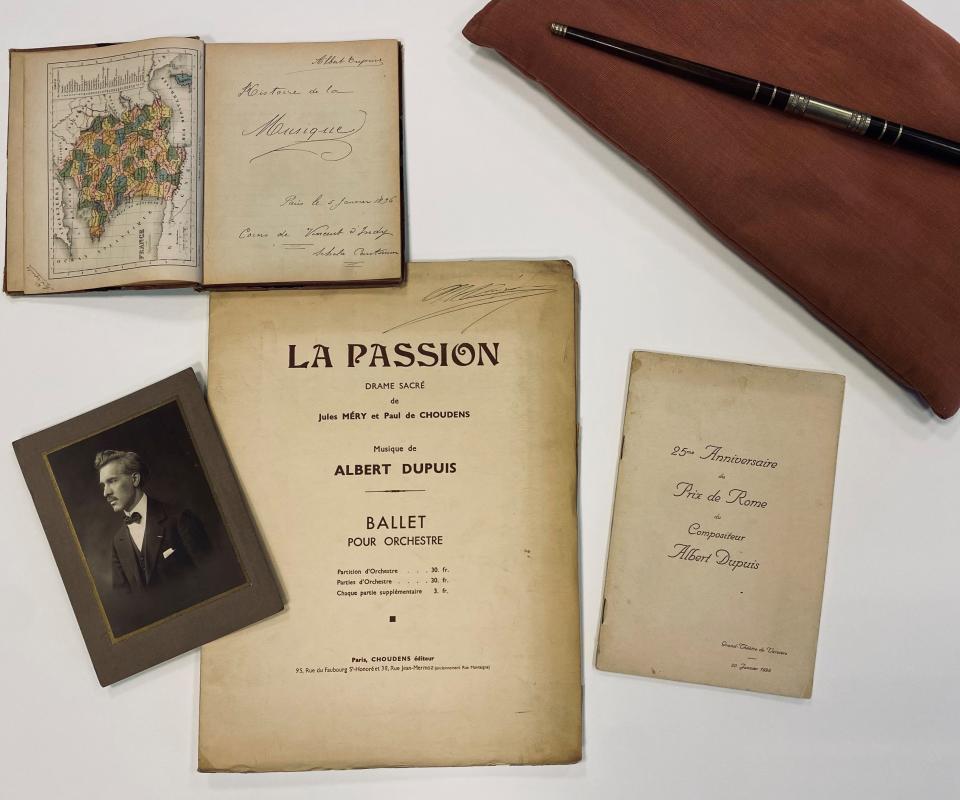 Albert Dupuis
Histoire de la
Musique
Paris le 5 Janvier 1896
Cours de Vincent d'Indy
Schola Cantorum
FRANCE
LA PASSION
DRAME SACRÉ
de
Jules MÉRY et Paul de CHOUDENS
Musique de
ALBERT DUPUIS
BALLET
POUR ORCHESTRE
Partition d'Orchestre . . . 30. fr.
Parties d'Orchestre . . . . 30. fr.
Chaque partie supplémentaire 3. fr.
Paris, CHOUDENS éditeur
95, Rue du Faubourg St-Honoré et 38, Rue Jean-Mermoz (anciennement Rue Montaigne)
25me Anniversaire
du
Prix de Rome
du
Compositeur
Albert Dupuis
Grand-Théâtre de Verviers